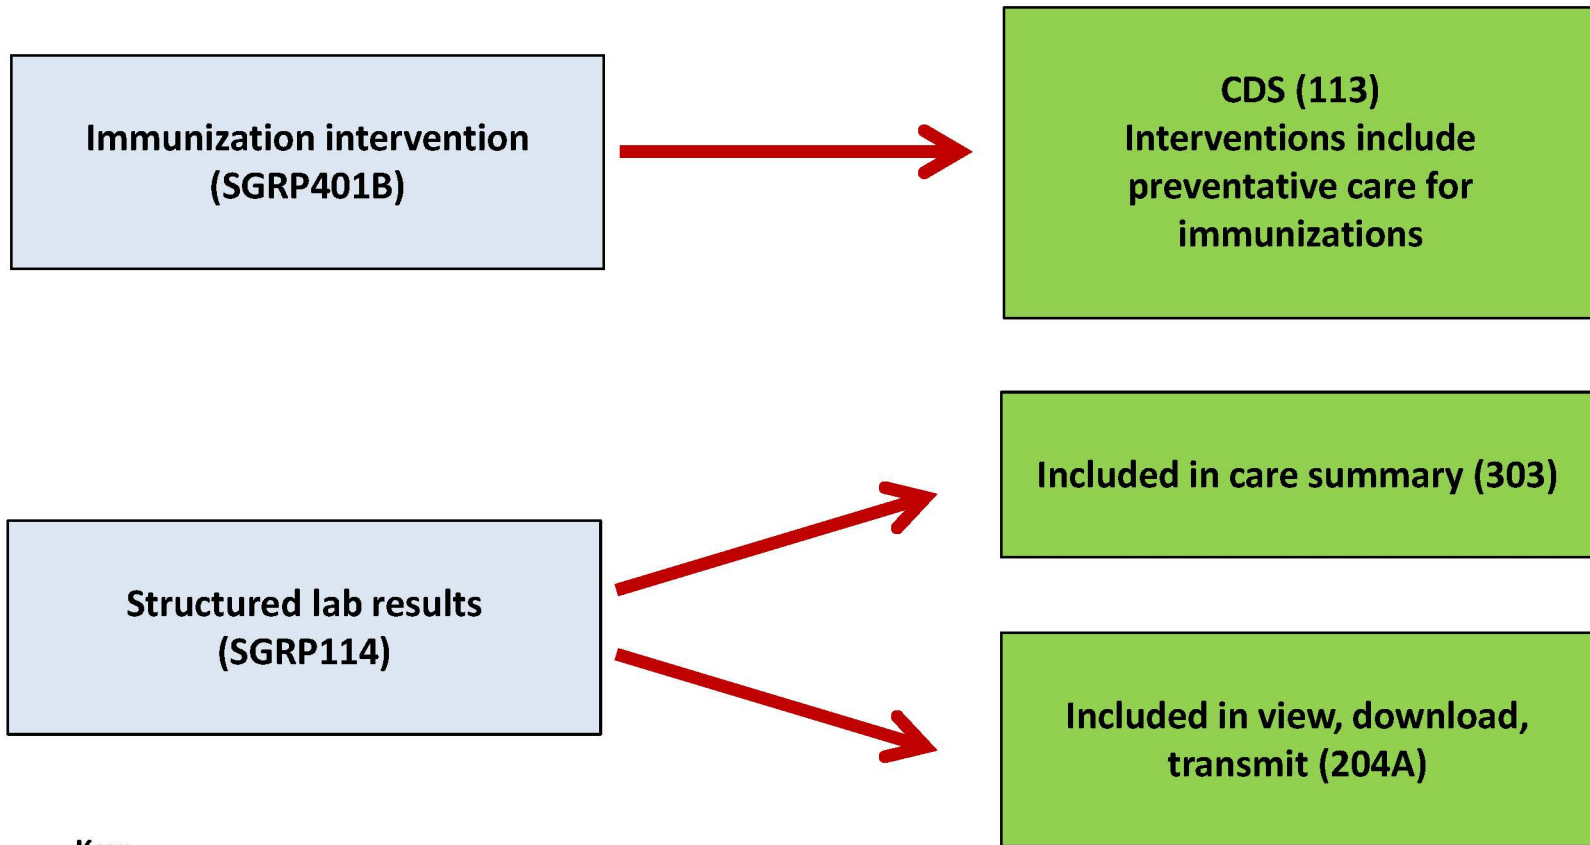 Immunization intervention
(SGRP401B)
CDS (113)
Interventions include
preventative care for
immunizations
Structured lab results
(SGRP114)
Included in care summary (303)
Included in view, download,
transmit (204A)